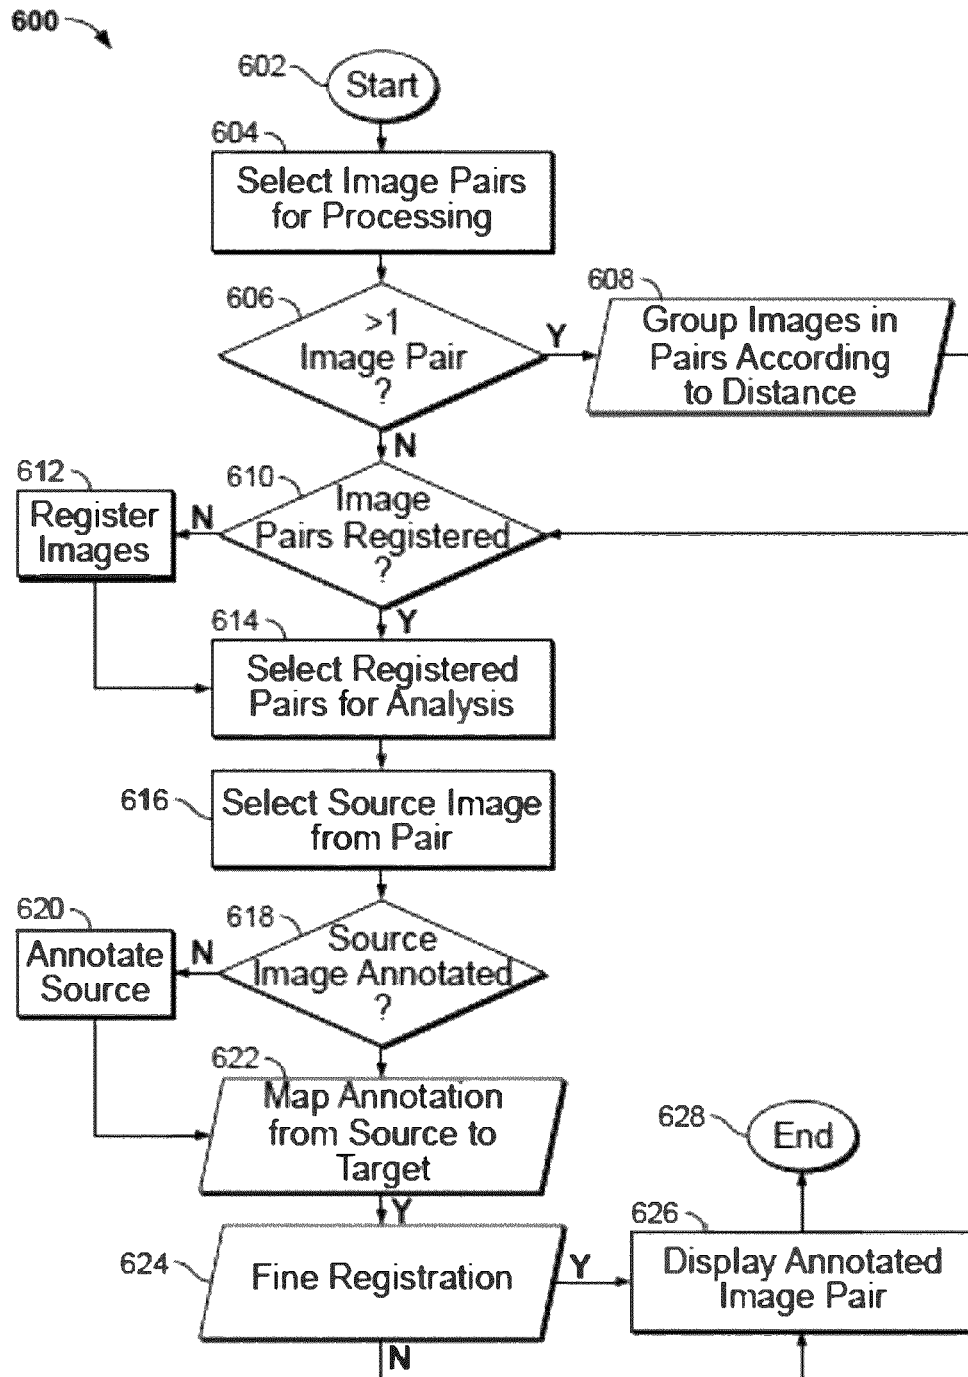 600
602
Start
604
Select Image Pairs
for Processing
606
>1
Image Pair
?
Y
608
Group Images in
Pairs According
to Distance
N
610
Image
Pairs Registered
?
N
612
Register
Images
Y
614
Select Registered
Pairs for Analysis
616
Select Source Image
from Pair
618
Source
Image Annotated
?
N
620
Annotate
Source
622
Map Annotation
from Source to
Target
Y
624
Fine Registration
Y
N
626
Display Annotated
Image Pair
628
End